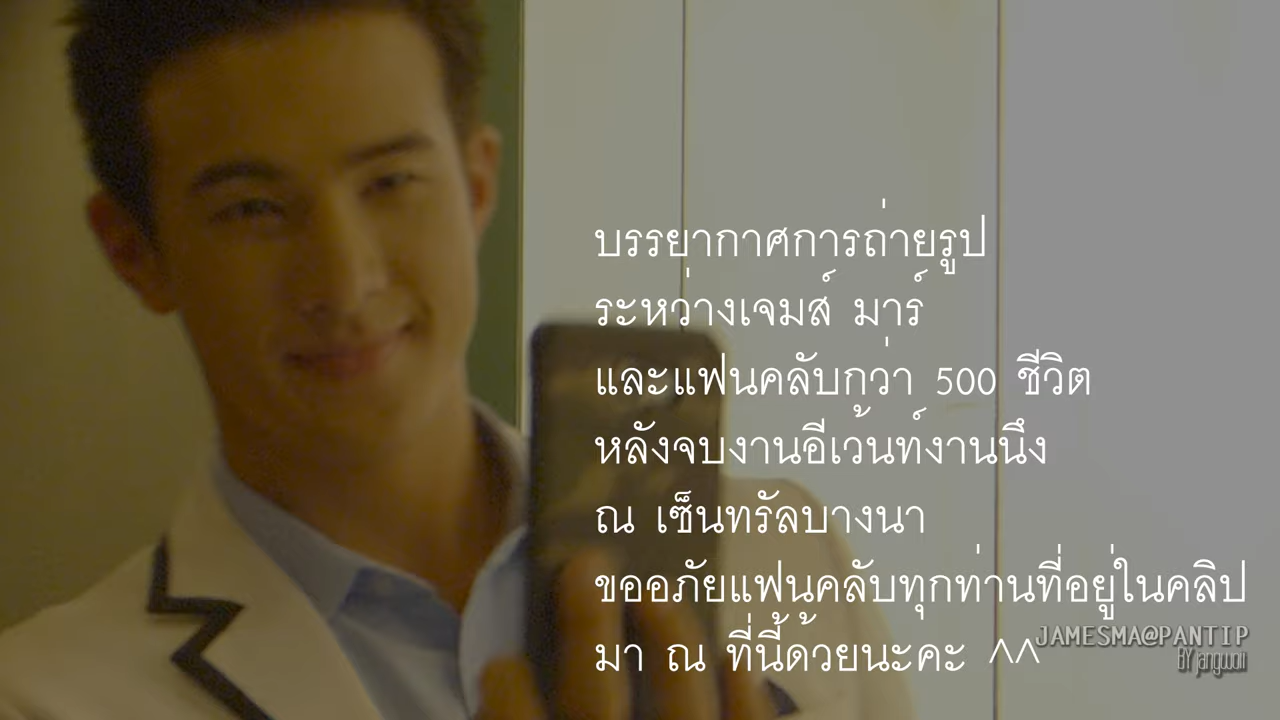 บรรยากาศการถ่ายรูป
ระหว่างเจมส์ มาร์
และแฟนคลับกว่า 500 ชีวิต
หลังจบงานอีเว้นท์งานนึง
ณ เซ็นทรัลบางนา
ขออภัยแฟนคลับทุกท่านที่อยู่ในคลิป
มา ณ ที่นี้ด้วยนะคะ ^^
JAMESMA@PANTIP
BY jangwon